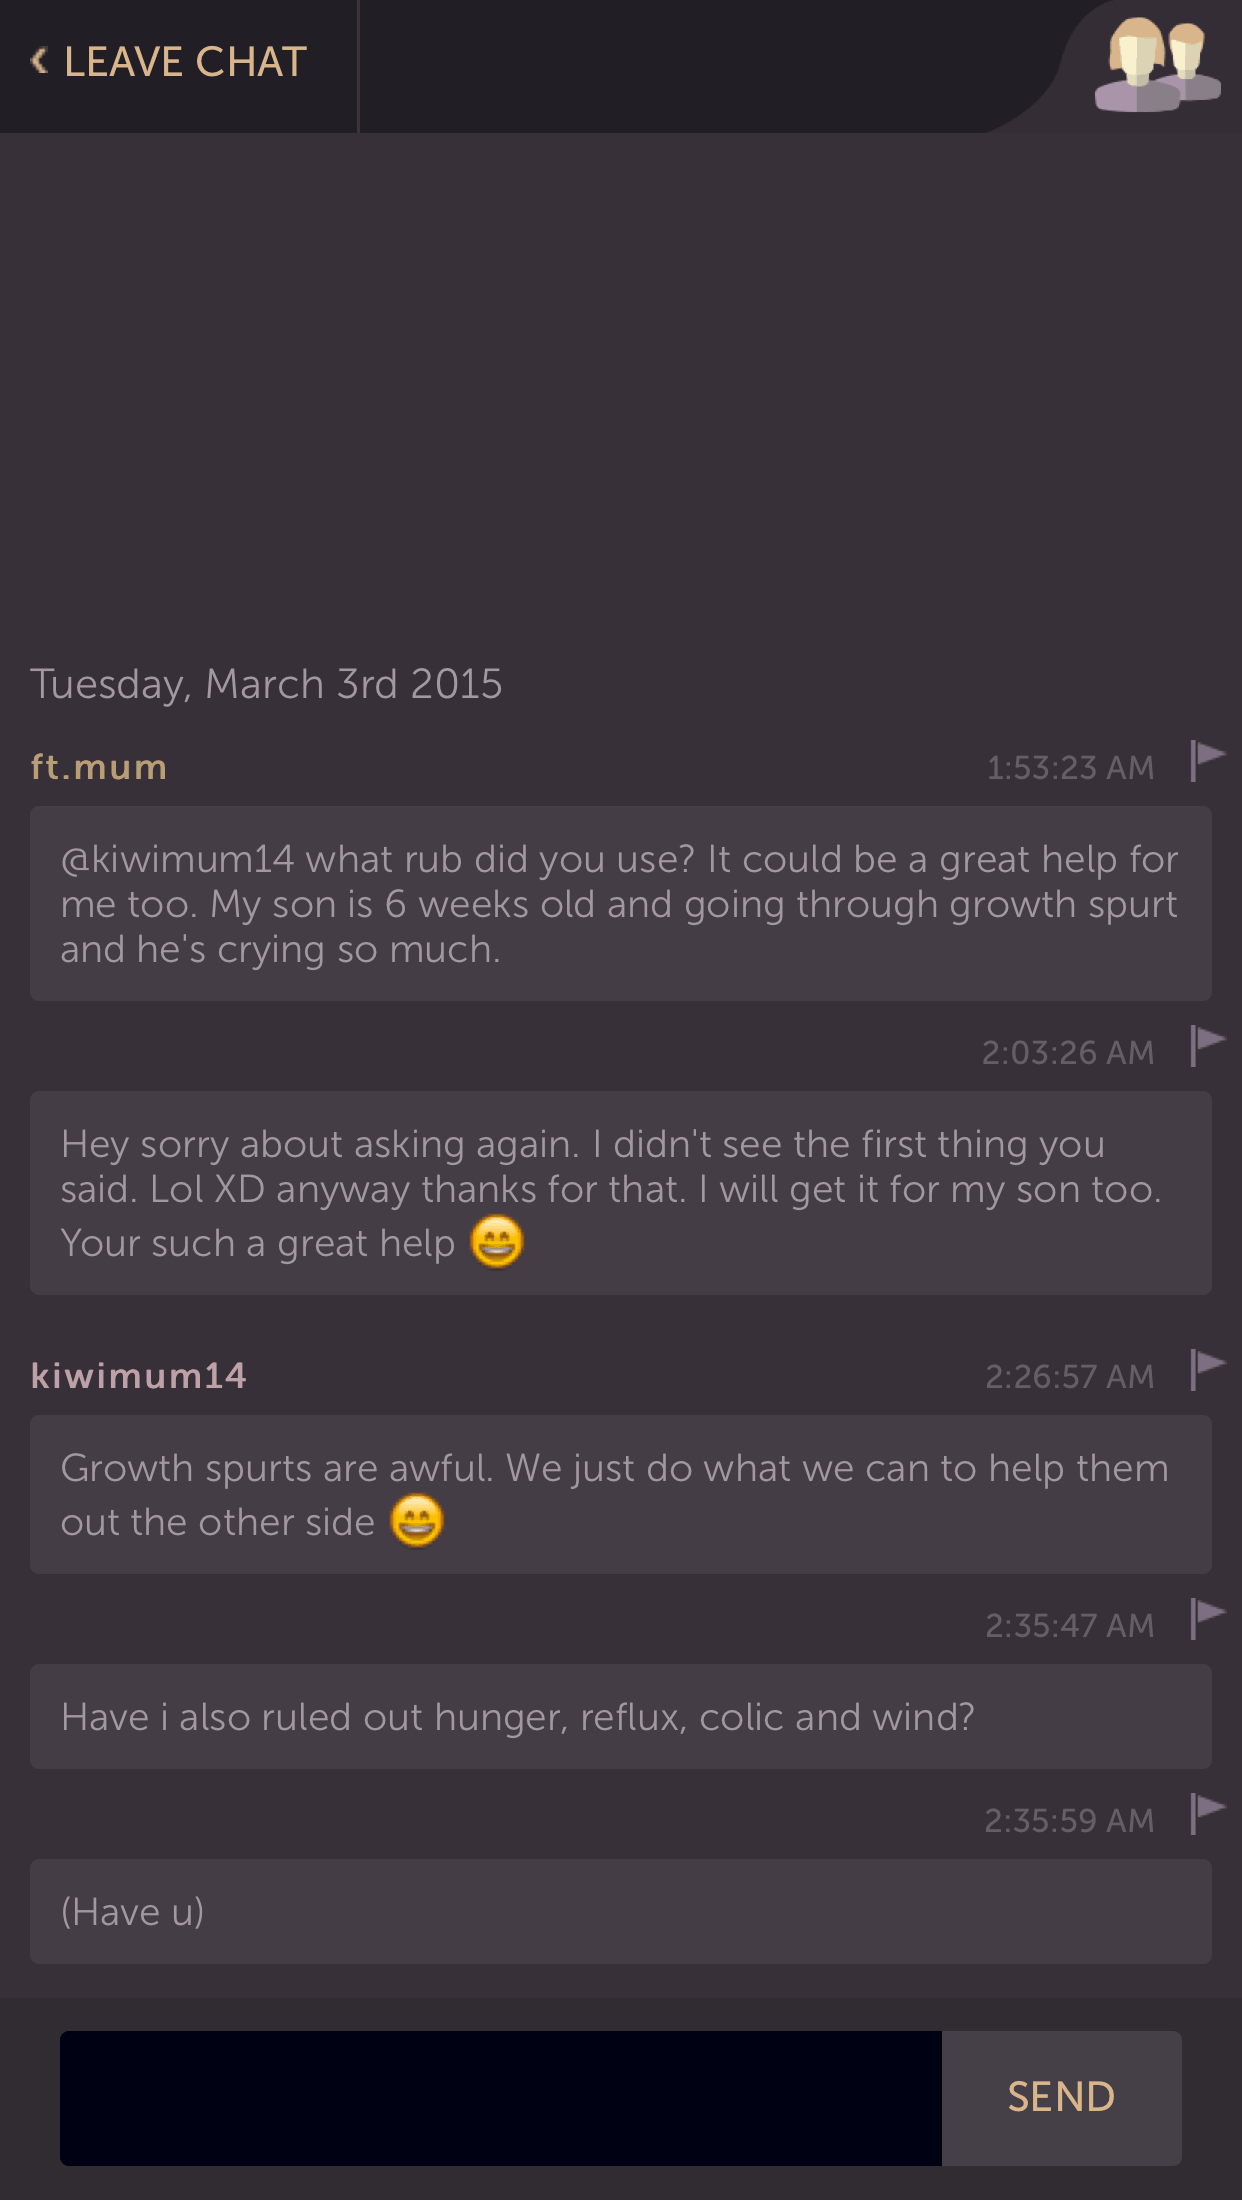 LEAVE CHAT
Tuesday, March 3rd 2015
ft.mum 1:53:23 AM
@kiwimum14 what rub did you use? It could be a great help for
me too. My son is 6 weeks old and going through growth spurt
and he's crying so much.
2:03:26 AM
Hey sorry about asking again. I didn't see the first thing you
said. Lol XD anyway thanks for that. I will get it for my son too.
Your such a great help 😄
kiwimum14 2:26:57 AM
Growth spurts are awful. We just do what we can to help them
out the other side 😄
2:35:47 AM
Have i also ruled out hunger, reflux, colic and wind?
2:35:59 AM
(Have u)
SEND